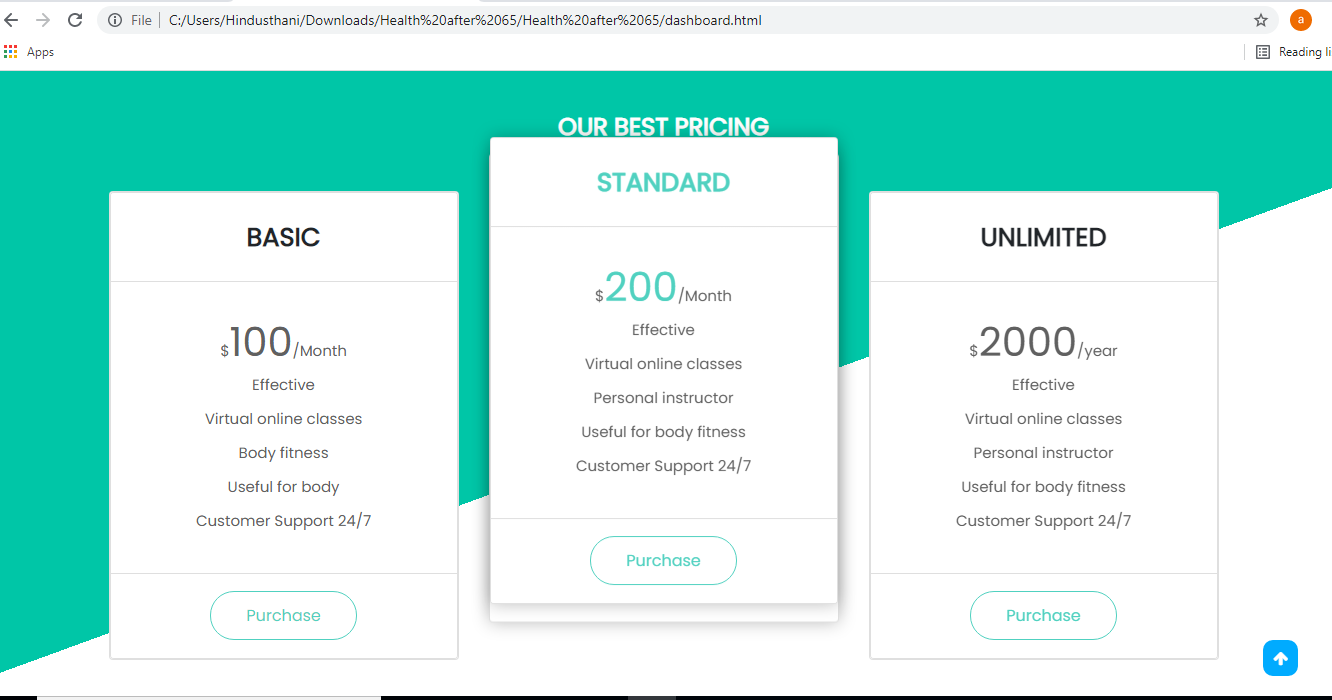 File
C:/Users/Hindusthani/Downloads/Health%20after%2065/Health%20after%2065/dashboard.html
a
Apps
Reading li
OUR BEST PRICING
BASIC
$100/Month
Effective
Virtual online classes
Body fitness
Useful for body
Customer Support 24/7
Purchase
STANDARD
$200/Month
Effective
Virtual online classes
Personal instructor
Useful for body fitness
Customer Support 24/7
Purchase
UNLIMITED
$2000/year
Effective
Virtual online classes
Personal instructor
Useful for body fitness
Customer Support 24/7
Purchase